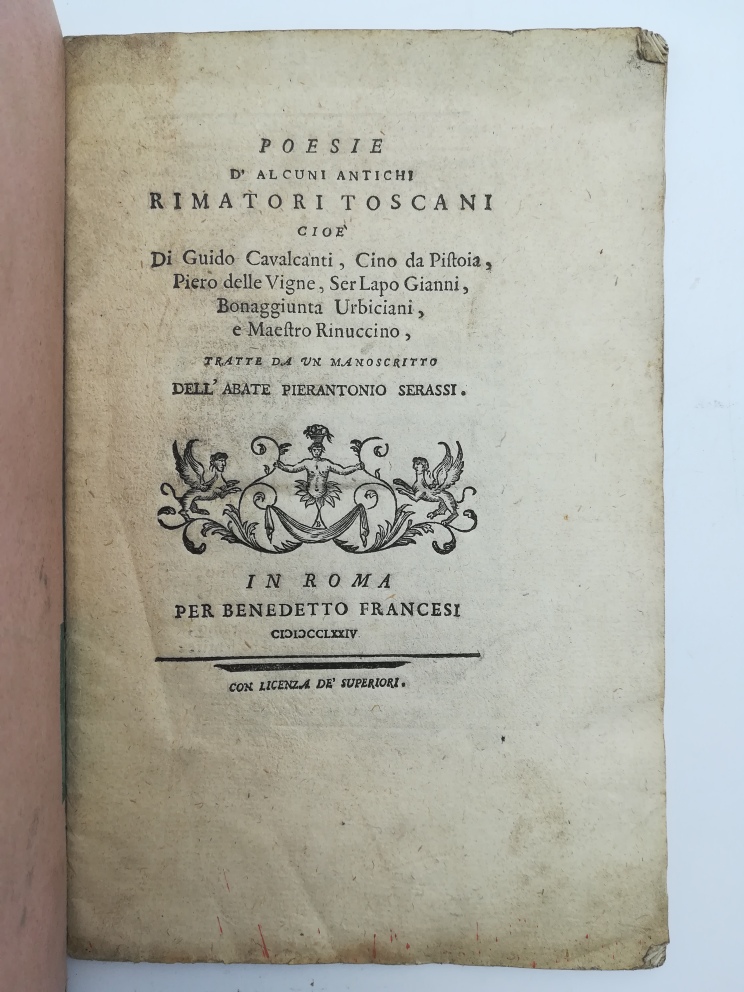 POESIE
D' ALCUNI ANTICHI
RIMATORI TOSCANI
CIOE'
Di Guido Cavalcanti, Cino da Piſtoia,
Piero delle Vigne, Ser Lapo Gianni,
Bonaggiunta Urbiciani,
e Maeſtro Rinuccino,
TRATTE DA UN MANOSCRITTO
DELL' ABATE PIERANTONIO SERASSI.
IN ROMA
PER BENEDETTO FRANCESI
CIƆIƆCCLXXIV
CON LICENZA DE' SUPERIORI.